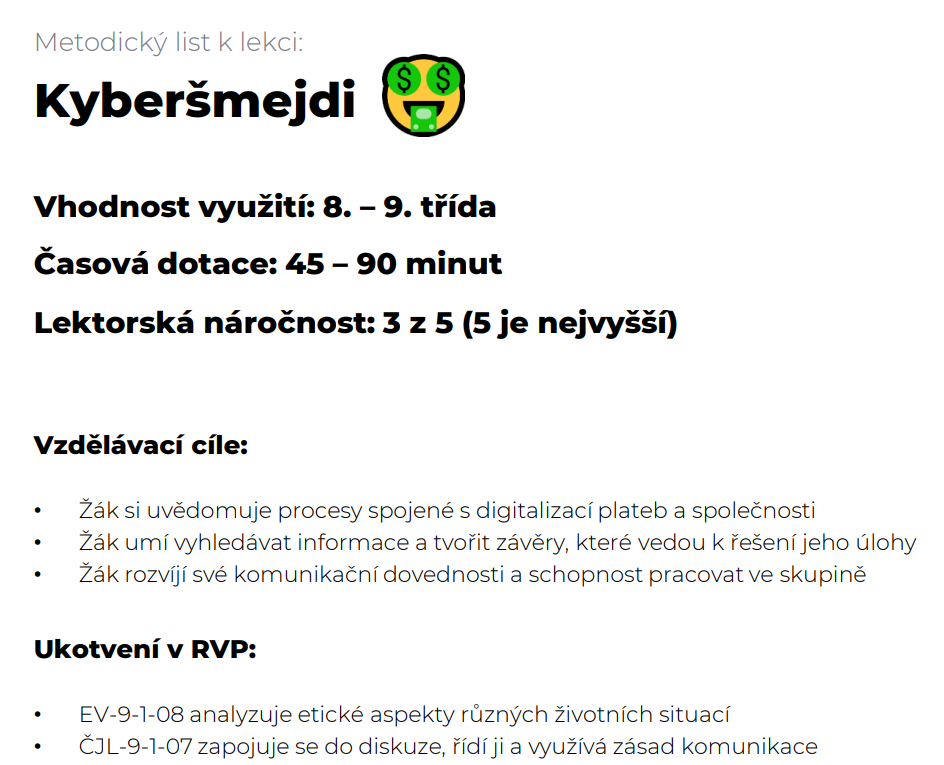 Metodický list k lekci:
Kyberšmejdi
Vhodnost využití: 8. – 9. třída
Časová dotace: 45 – 90 minut
Lektorská náročnost: 3 z 5 (5 je nejvyšší)
Vzdělávací cíle:
• Žák si uvědomuje procesy spojené s digitalizací plateb a společnosti
• Žák umí vyhledávat informace a tvořit závěry, které vedou k řešení jeho úlohy
• Žák rozvíjí své komunikační dovednosti a schopnost pracovat ve skupině
Ukotvení v RVP:
• EV-9-1-08 analyzuje etické aspekty různých životních situací
• ČJL-9-1-07 zapojuje se do diskuze, řídí ji a využívá zásad komunikace